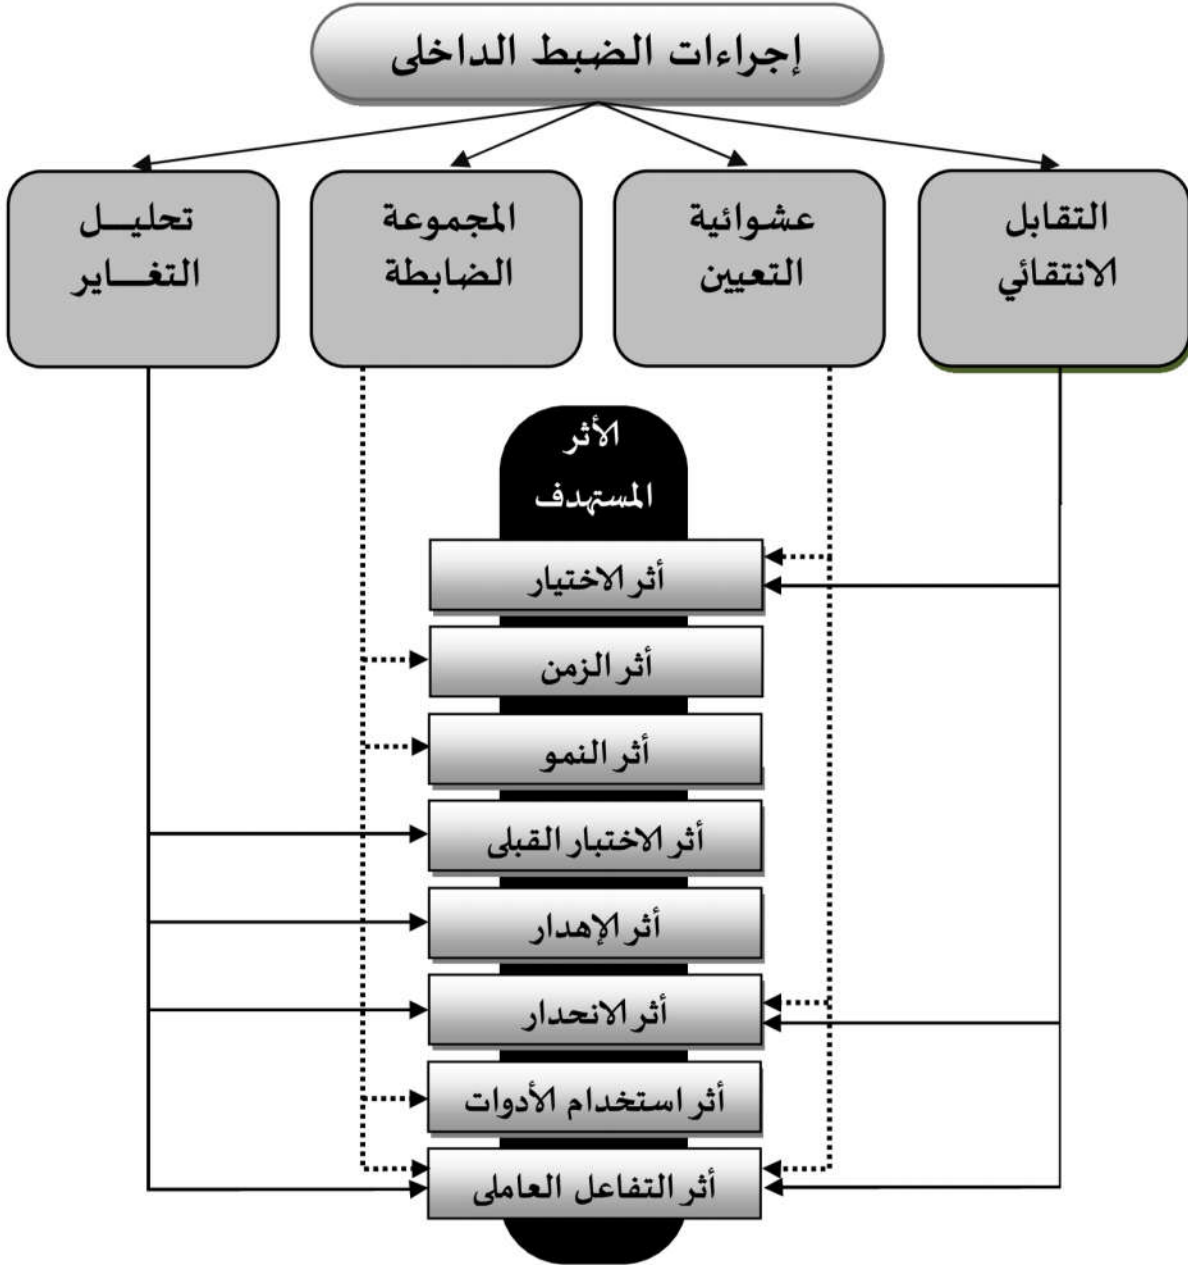 إجراءات الضبط الداخلى
التقابل
الانتقائي
عشوائية
التعيين
المجموعة
الضابطة
تحليـــل
التغـــاير
الأثر
المستهدف
أثر الاختيار
أثر الزمن
أثر النمو
أثر الاختبار القبلى
أثر الإهدار
أثر الانحدار
أثر استخدام الأدوات
أثر التفاعل العاملى